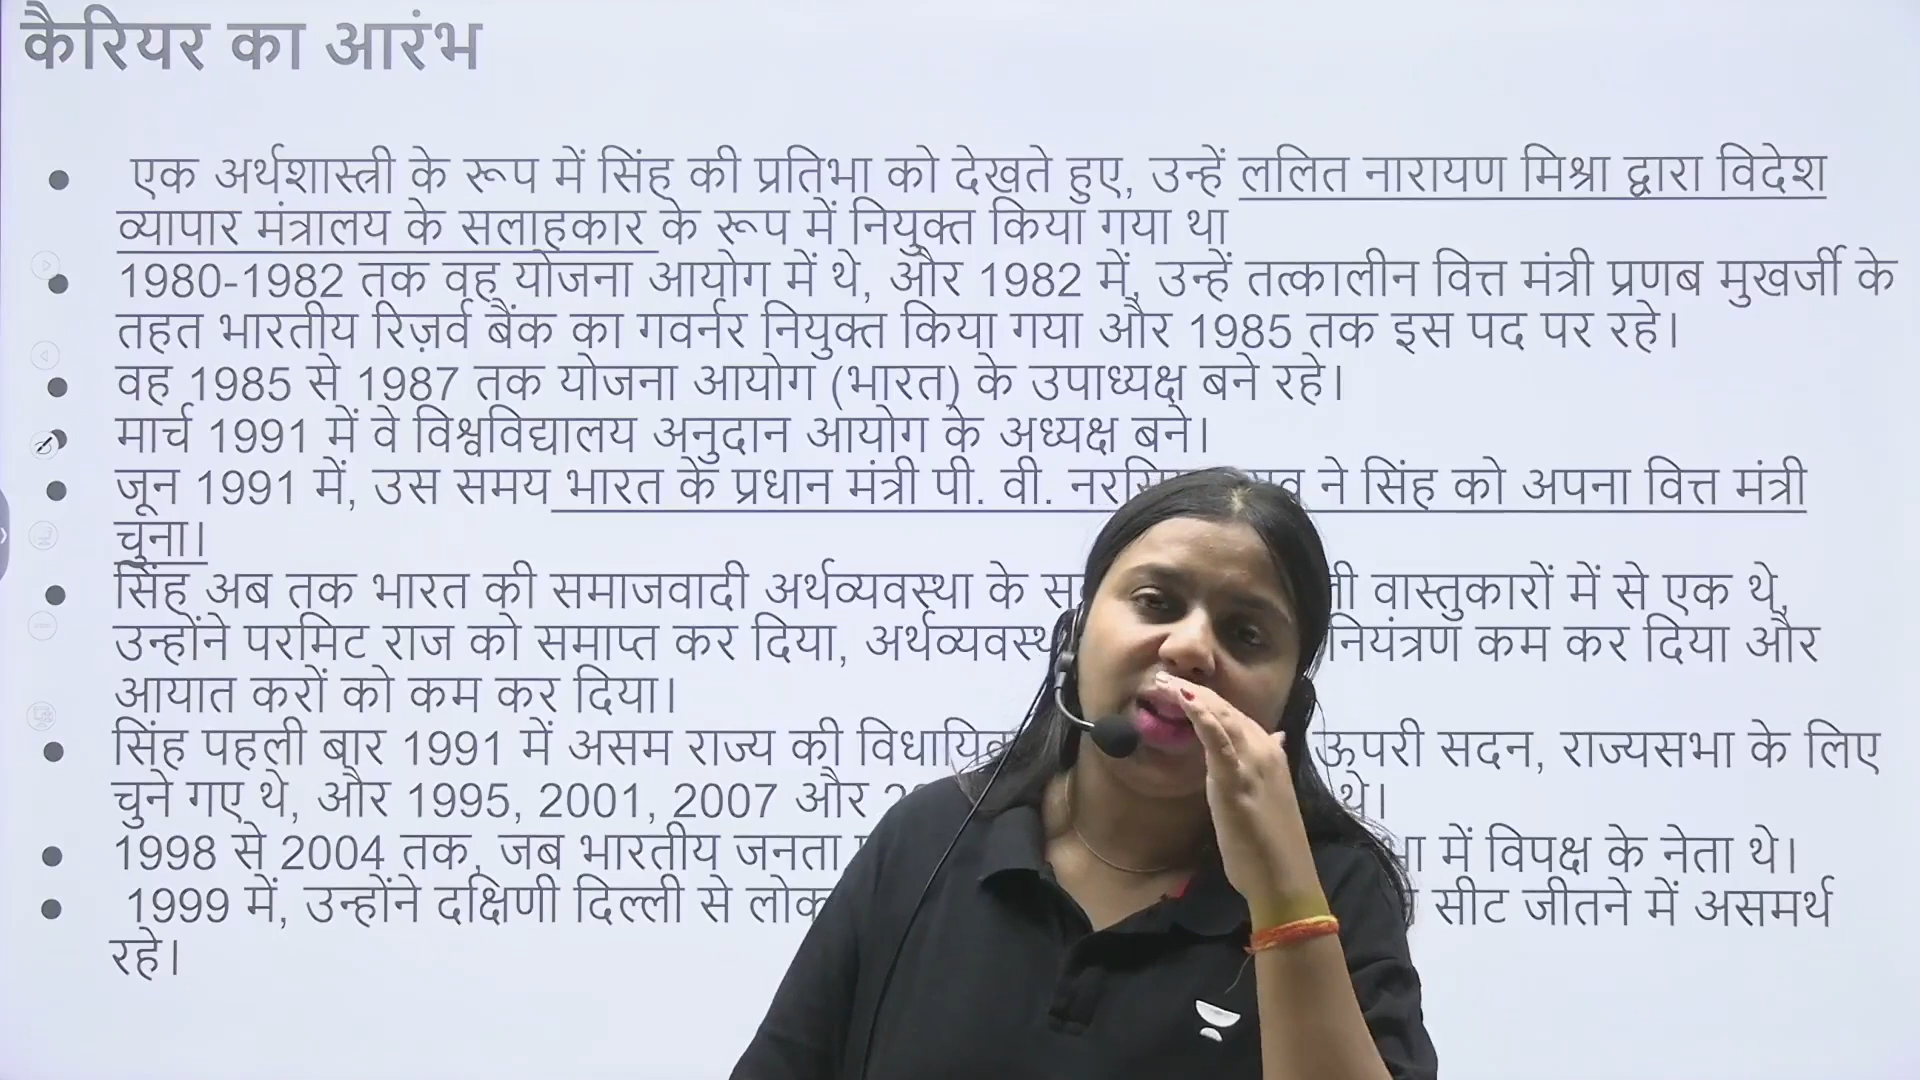 कैरियर का आरंभ
एक अर्थशास्त्री के रूप में सिंह की प्रतिभा को देखते हुए, उन्हें ललित नारायण मिश्रा द्वारा विदेश
व्यापार मंत्रालय के सलाहकार के रूप में नियुक्त किया गया था
1980-1982 तक वह योजना आयोग में थे, और 1982 में, उन्हें तत्कालीन वित्त मंत्री प्रणब मुखर्जी के
तहत भारतीय रिज़र्व बैंक का गवर्नर नियुक्त किया गया और 1985 तक इस पद पर रहे।
वह 1985 से 1987 तक योजना आयोग (भारत) के उपाध्यक्ष बने रहे।
मार्च 1991 में वे विश्वविद्यालय अनुदान आयोग के अध्यक्ष बने।
जून 1991 में, उस समय भारत के प्रधान मंत्री पी. वी. ने सिंह को अपना वित्त मंत्री
चुना।
सिंह अब तक भारत की समाजवादी अर्थव्यवस्था के वास्तुकारों में से एक थे,
उन्होंने परमिट राज को समाप्त कर दिया, नियंत्रण कम कर दिया और
आयात करों को कम कर दिया।
सिंह पहली बार 1991 में असम राज्य की ऊपरी सदन, राज्यसभा के लिए
चुने गए थे, और 1995, 2001, 2007 और थे।
1998 से 2004 तक, जब भारतीय जनता में विपक्ष के नेता थे।
1999 में, उन्होंने दक्षिणी दिल्ली से सीट जीतने में असमर्थ
रहे।